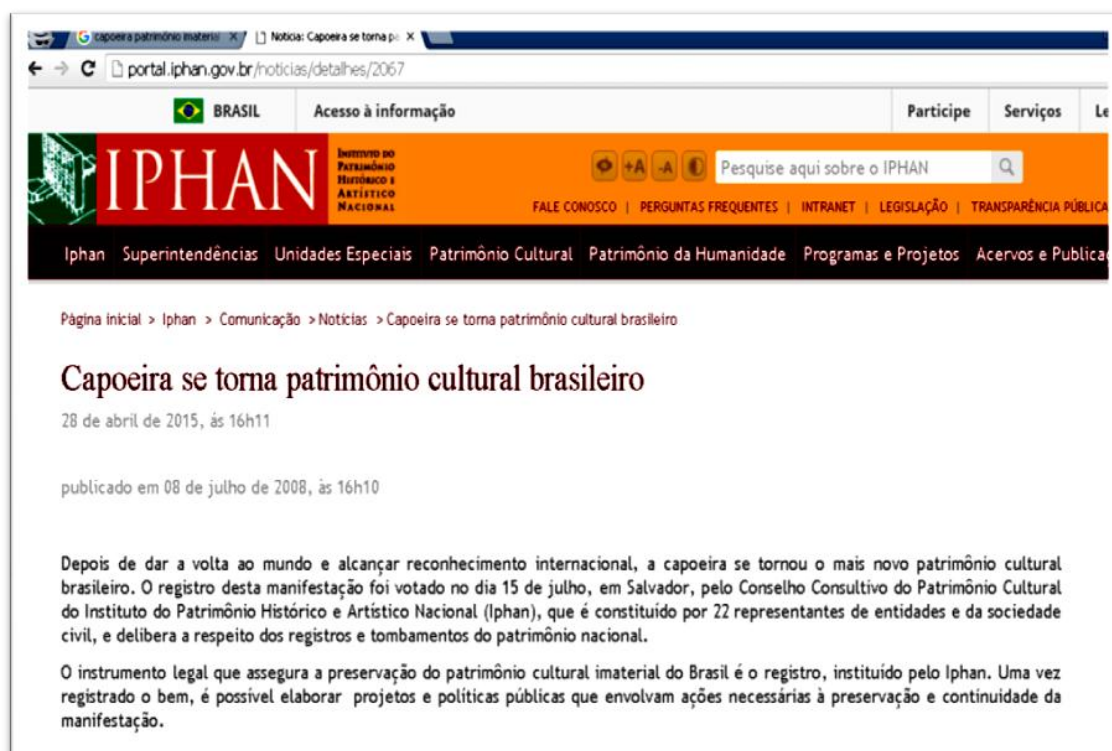 capoeira patrimônio material
Notícia: Capoeira se torna p
portal.iphan.gov.br/noticias/detalhes/2067
BRASIL Acesso à informação Participe Serviços Le
IPHAN
INSTITUTO DO
PATRIMÔNIO
HISTÓRICO E
ARTÍSTICO
NACIONAL
+A -A Pesquise aqui sobre o IPHAN
FALE CONOSCO | PERGUNTAS FREQUENTES | INTRANET | LEGISLAÇÃO | TRANSPARÊNCIA PÚBLICA
Iphan Superintendências Unidades Especiais Patrimônio Cultural Patrimônio da Humanidade Programas e Projetos Acervos e Publicaç
Página inicial > Iphan > Comunicação > Notícias > Capoeira se torna patrimônio cultural brasileiro
Capoeira se torna patrimônio cultural brasileiro
28 de abril de 2015, às 16h11
publicado em 08 de julho de 2008, às 16h10
Depois de dar a volta ao mundo e alcançar reconhecimento internacional, a capoeira se tornou o mais novo patrimônio cultural
brasileiro. O registro desta manifestação foi votado no dia 15 de julho, em Salvador, pelo Conselho Consultivo do Patrimônio Cultural
do Instituto do Patrimônio Histórico e Artístico Nacional (Iphan), que é constituído por 22 representantes de entidades e da sociedade
civil, e delibera a respeito dos registros e tombamentos do patrimônio nacional.
O instrumento legal que assegura a preservação do patrimônio cultural imaterial do Brasil é o registro, instituído pelo Iphan. Uma vez
registrado o bem, é possível elaborar projetos e políticas públicas que envolvam ações necessárias à preservação e continuidade da
manifestação.